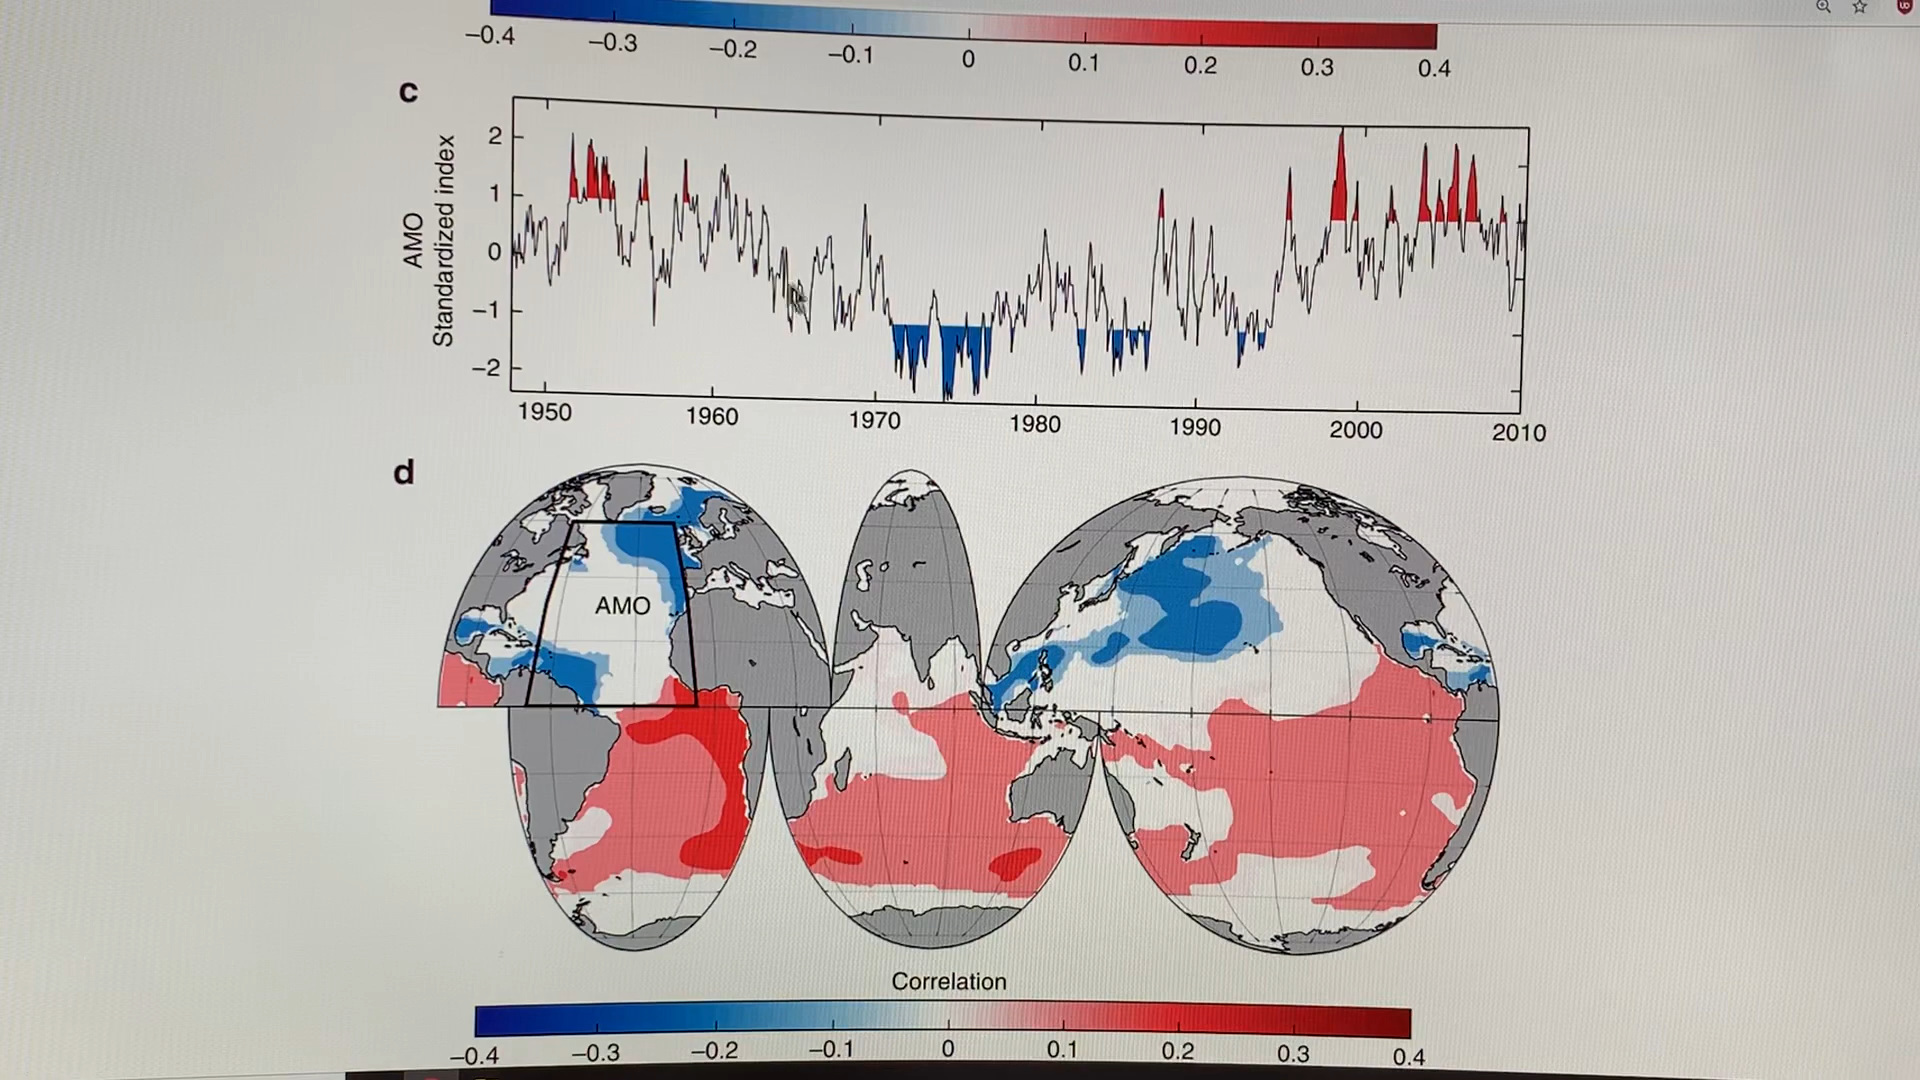 −0.4 −0.3 −0.2 −0.1 0 0.1 0.2 0.3 0.4
c
AMO
Standardized index
2
1
0
−1
−2
1950 1960 1970 1980 1990 2000 2010
d
AMO
Correlation
−0.4 −0.3 −0.2 −0.1 0 0.1 0.2 0.3 0.4